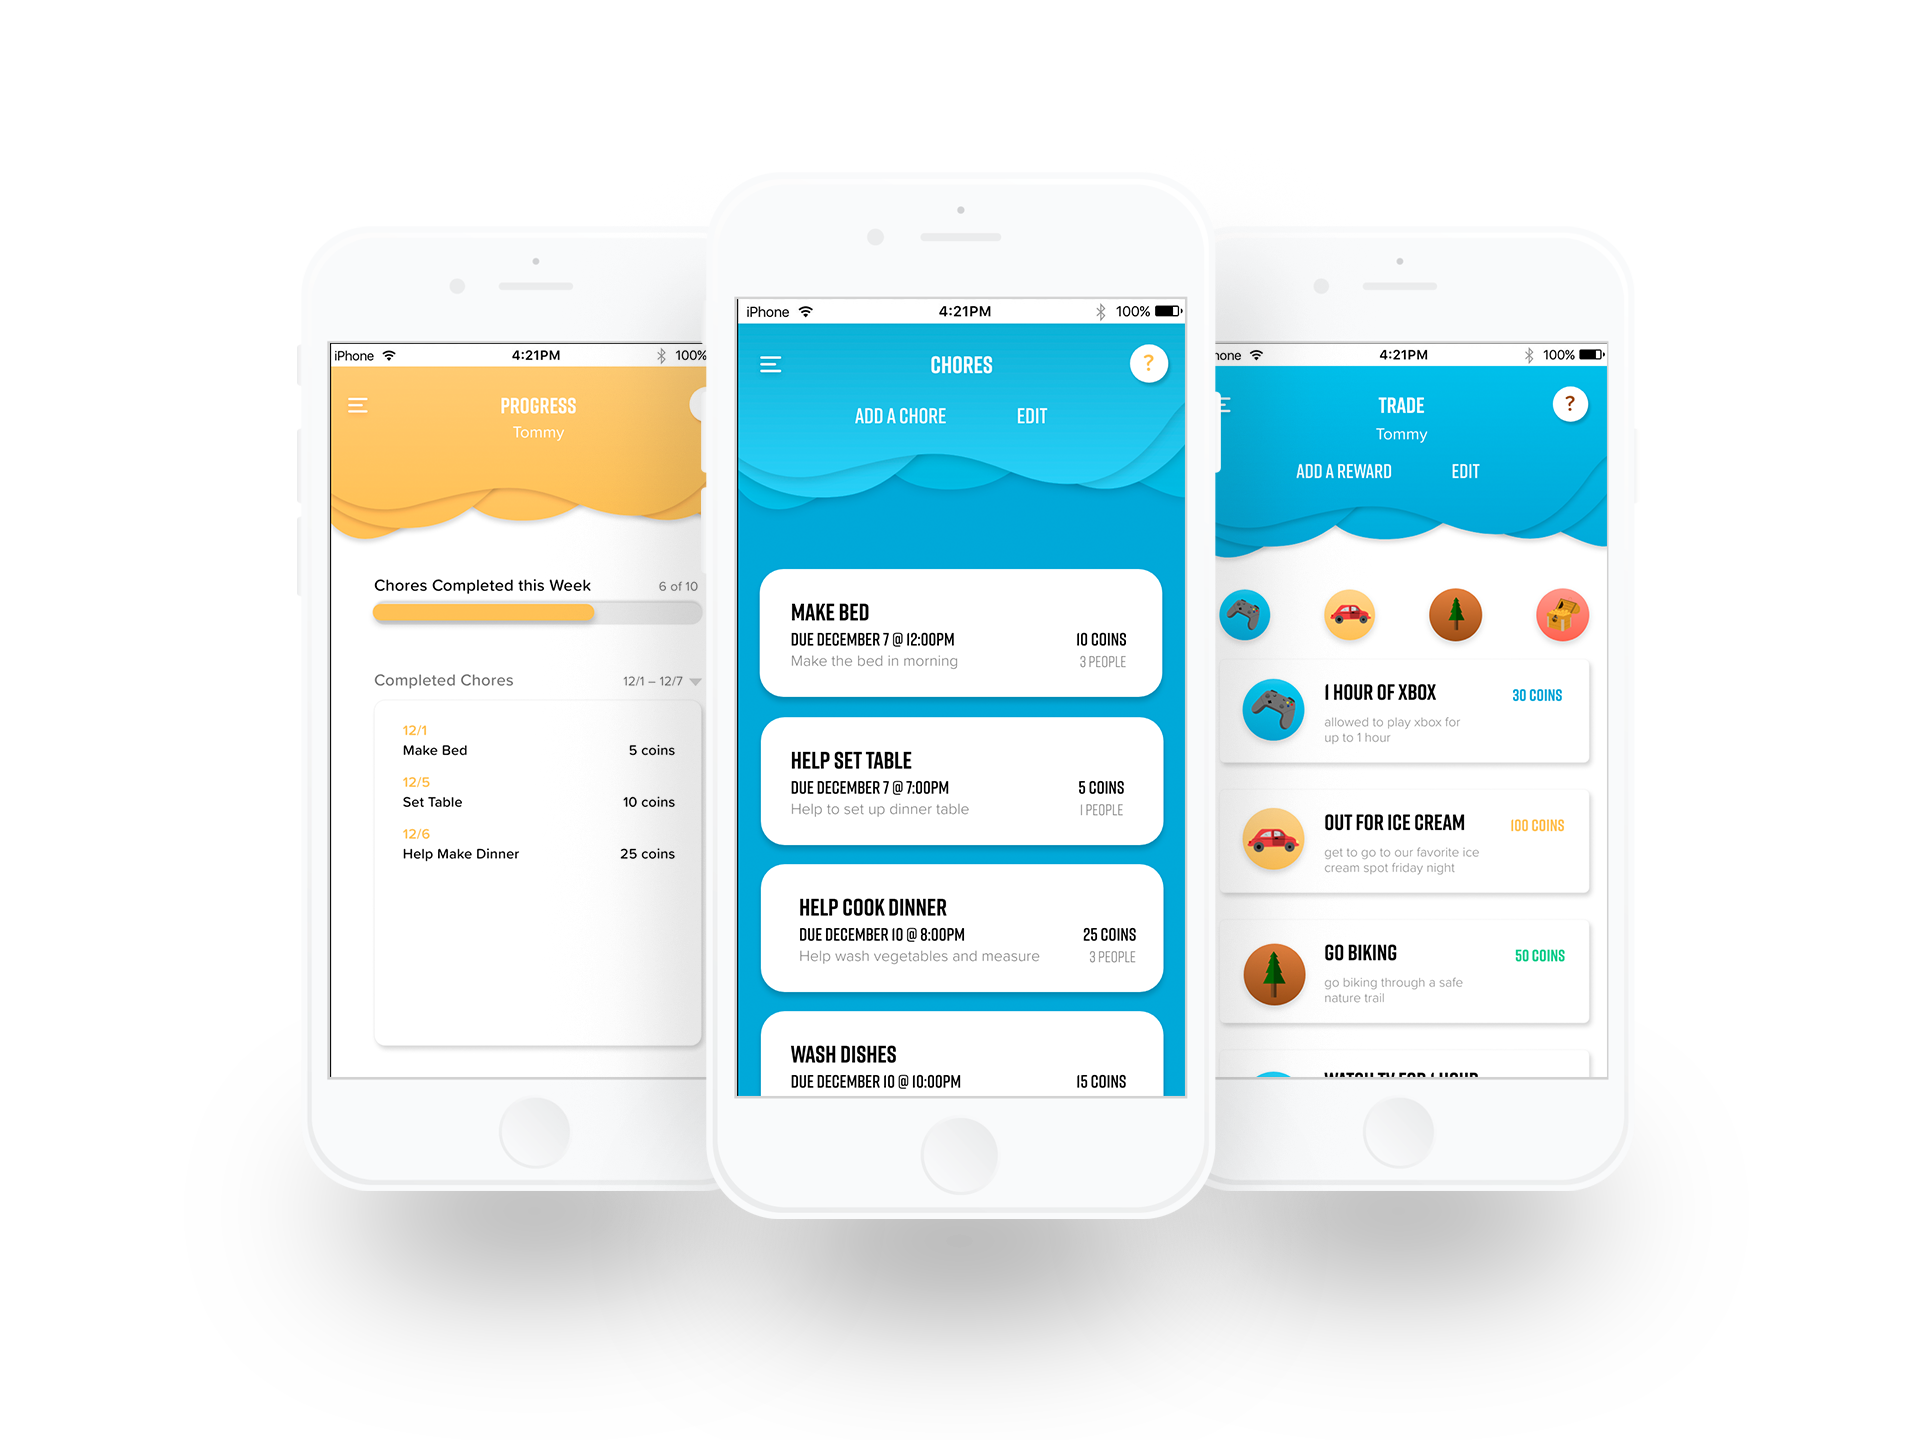 iPhone 4:21PM 100%
PROGRESS
Tommy
Chores Completed this Week 6 of 10
Completed Chores 12/1 – 12/7
12/1
Make Bed 5 coins
12/5
Set Table 10 coins
12/6
Help Make Dinner 25 coins
iPhone 4:21PM 100%
CHORES ?
ADD A CHORE EDIT
MAKE BED
DUE DECEMBER 7 @ 12:00PM 10 COINS
Make the bed in morning 3 PEOPLE
HELP SET TABLE
DUE DECEMBER 7 @ 7:00PM 5 COINS
Help to set up dinner table 1 PEOPLE
HELP COOK DINNER
DUE DECEMBER 10 @ 8:00PM 25 COINS
Help wash vegetables and measure 3 PEOPLE
WASH DISHES
DUE DECEMBER 10 @ 10:00PM 15 COINS
hone 4:21PM 100%
TRADE ?
Tommy
ADD A REWARD EDIT
1 HOUR OF XBOX 30 COINS
allowed to play xbox for
up to 1 hour
OUT FOR ICE CREAM 100 COINS
get to go to our favorite ice
cream spot friday night
GO BIKING 50 COINS
go biking through a safe
nature trail
WATCH TV FOR 1 HOUR